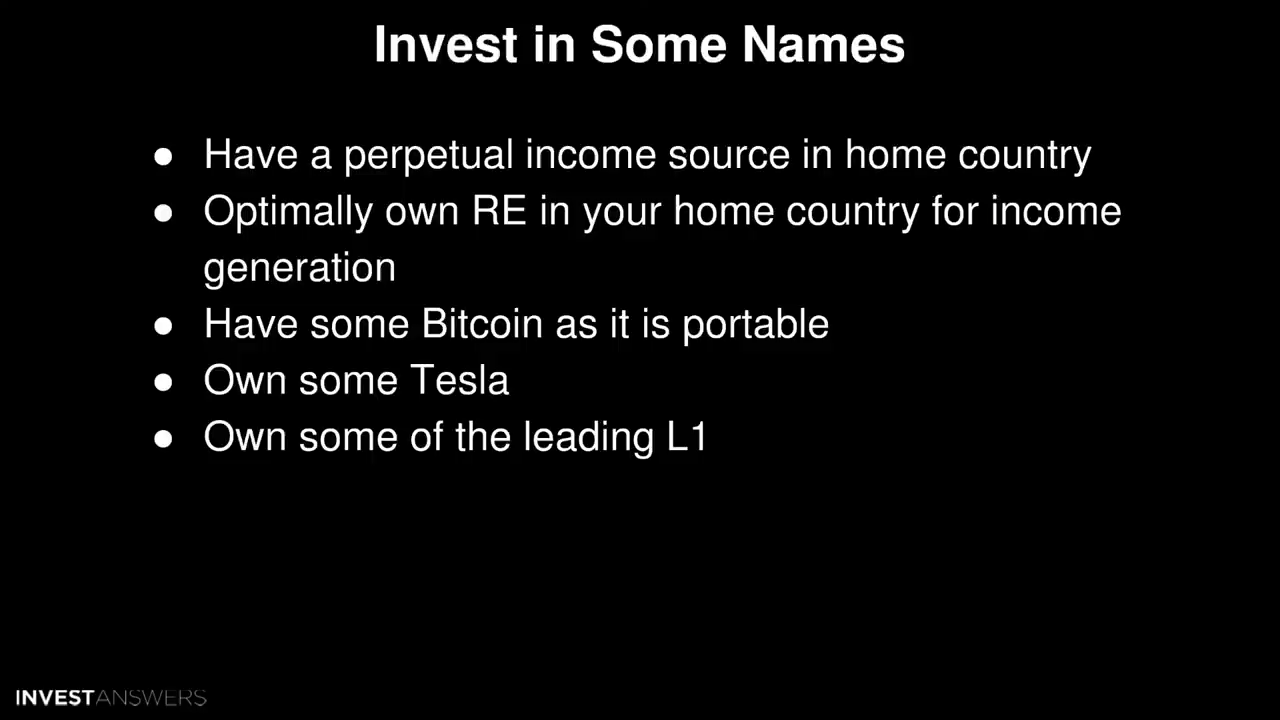 Invest in Some Names
● Have a perpetual income source in home country
● Optimally own RE in your home country for income
generation
● Have some Bitcoin as it is portable
● Own some Tesla
● Own some of the leading L1
INVESTANSWERS